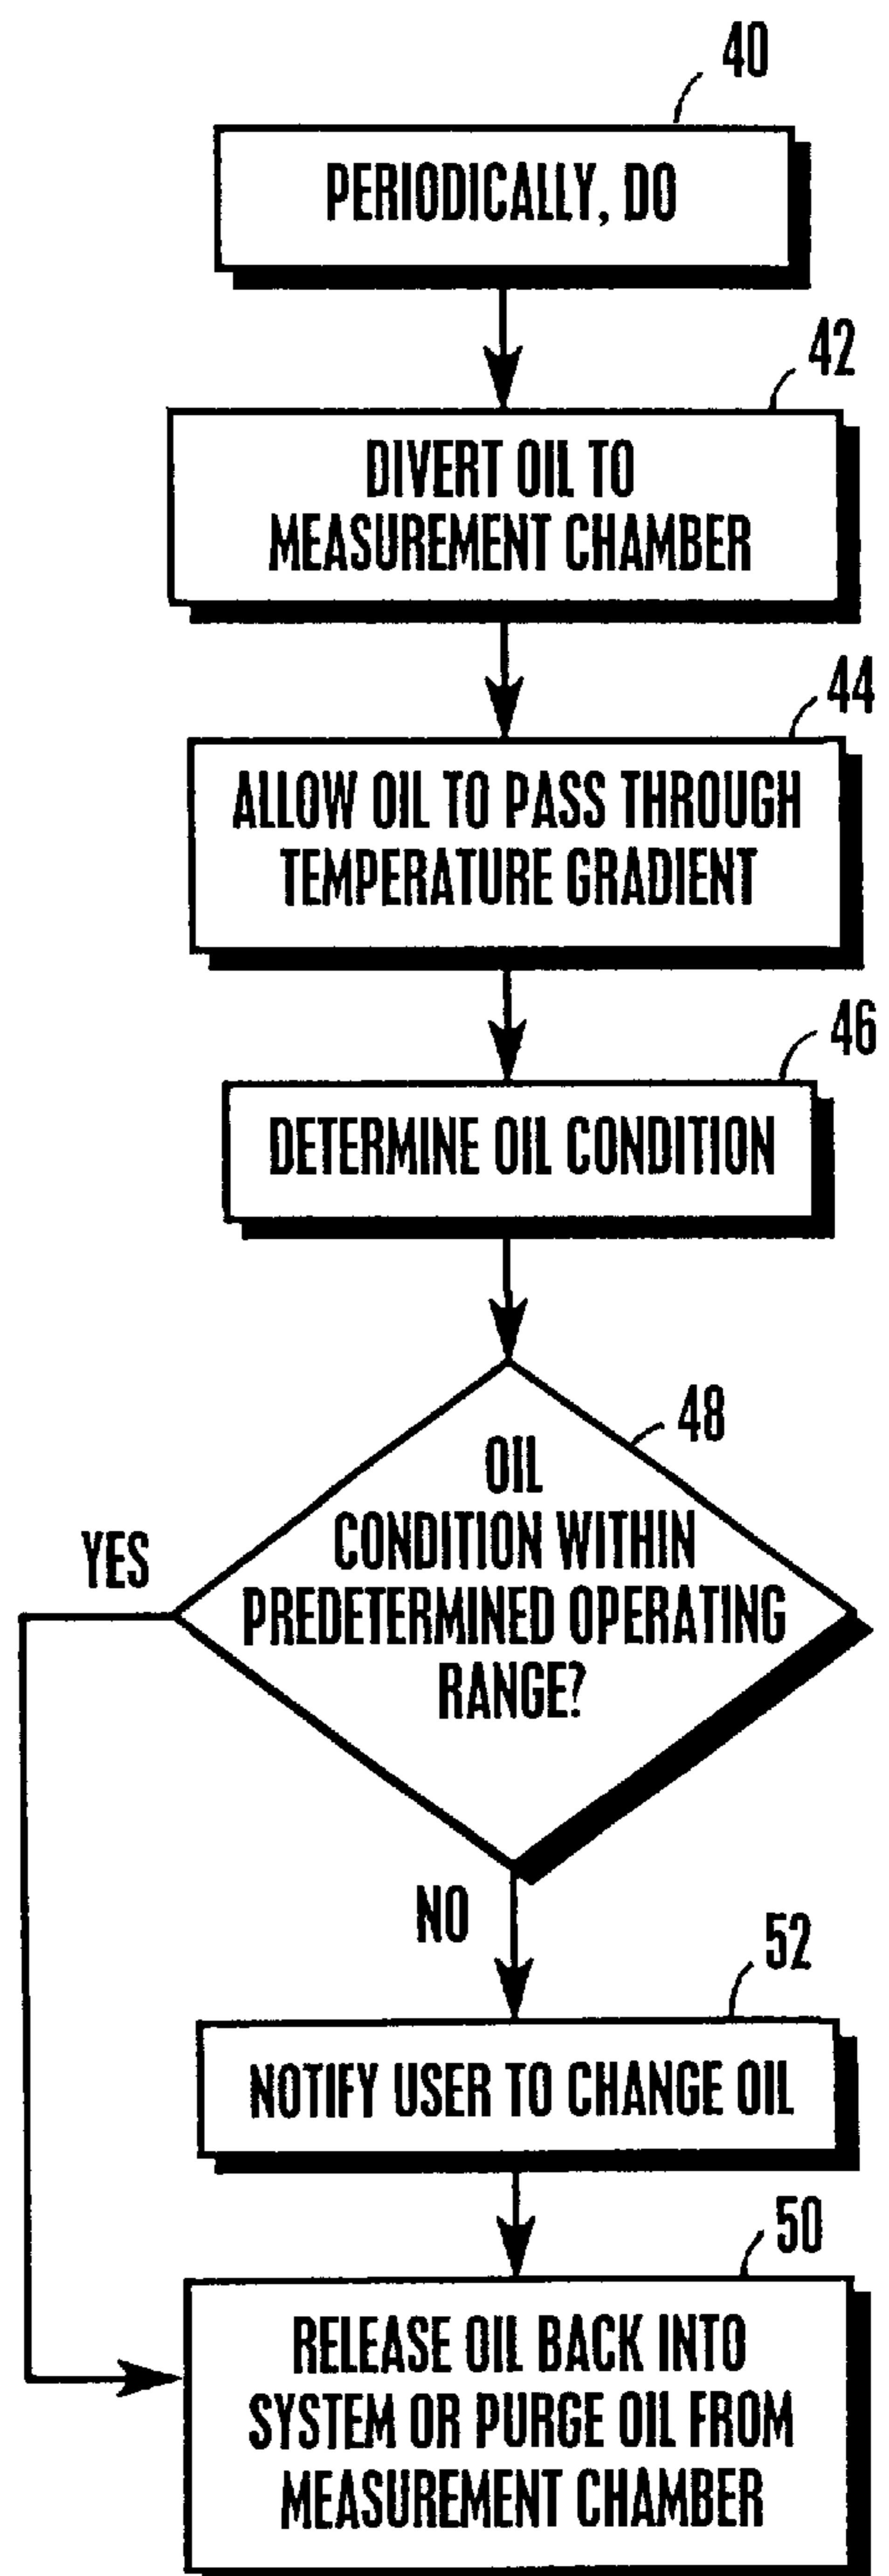 40
PERIODICALLY, DO
42
DIVERT OIL TO
MEASUREMENT CHAMBER
44
ALLOW OIL TO PASS THROUGH
TEMPERATURE GRADIENT
46
DETERMINE OIL CONDITION
48
OIL
CONDITION WITHIN
PREDETERMINED OPERATING
RANGE?
YES
NO
52
NOTIFY USER TO CHANGE OIL
50
RELEASE OIL BACK INTO
SYSTEM OR PURGE OIL FROM
MEASUREMENT CHAMBER